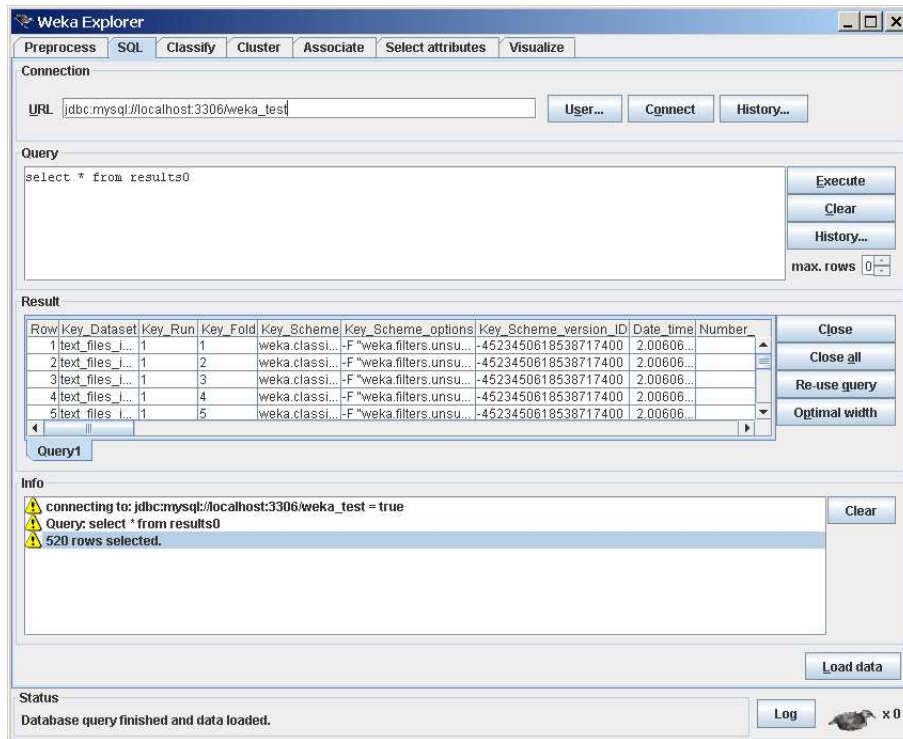 Weka Explorer
Preprocess SQL Classify Cluster Associate Select attributes Visualize
Connection
URL jdbc:mysql://localhost:3306/weka_test User... Connect History...
Query
select * from results0
Execute
Clear
History...
max. rows 0
Result
Row Key_Dataset Key_Run Key_Fold Key_Scheme Key_Scheme_options Key_Scheme_version_ID Date_time Number_
1 text_files_i... 1 1 weka.classi... -F "weka.filters.unsu... -4523450618538717400 2.00606...
2 text_files_i... 1 2 weka.classi... -F "weka.filters.unsu... -4523450618538717400 2.00606...
3 text_files_i... 1 3 weka.classi... -F "weka.filters.unsu... -4523450618538717400 2.00606...
4 text_files_i... 1 4 weka.classi... -F "weka.filters.unsu... -4523450618538717400 2.00606...
5 text_files_i... 1 5 weka.classi... -F "weka.filters.unsu... -4523450618538717400 2.00606...
Close
Close all
Re-use query
Optimal width
Query1
Info
connecting to: jdbc:mysql://localhost:3306/weka_test = true
Query: select * from results0
520 rows selected.
Clear
Load data
Status
Database query finished and data loaded.
Log x 0